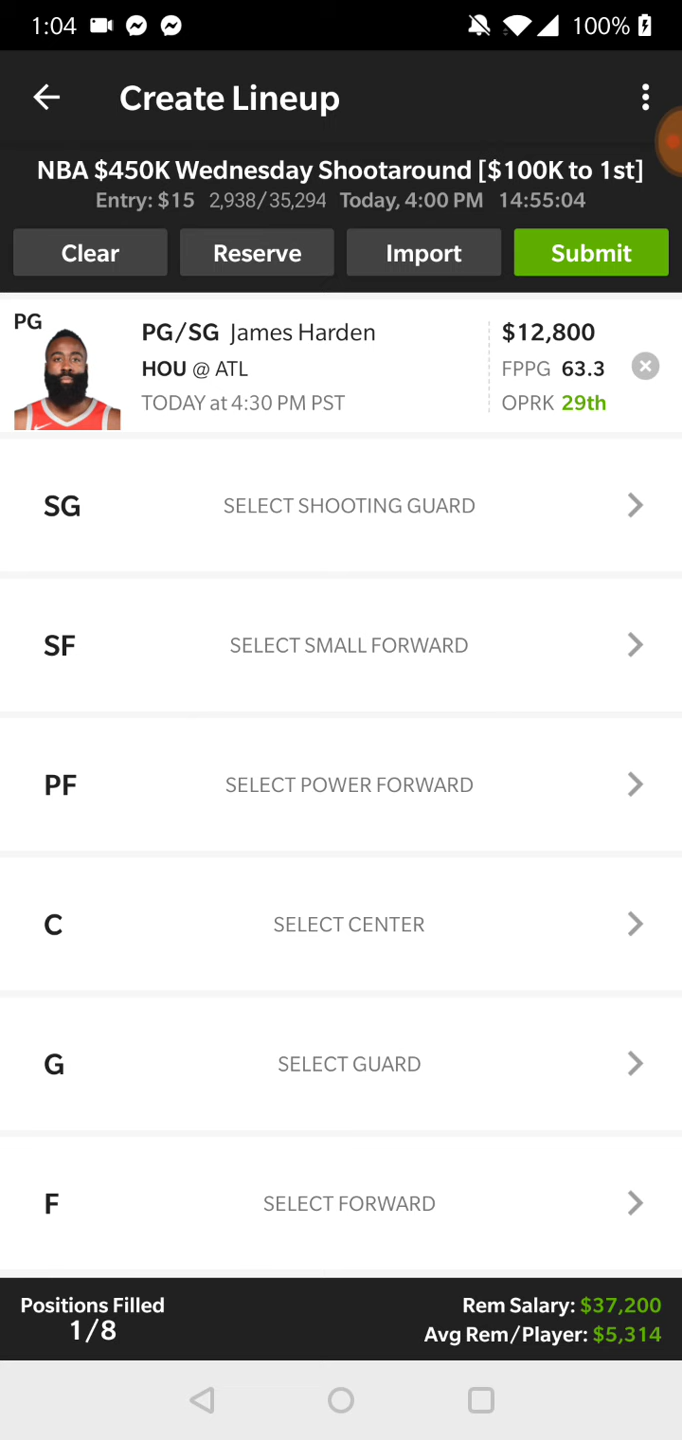 1:04 100%
Create Lineup
NBA $450K Wednesday Shootaround [$100K to 1st]
Entry: $15 2,938/35,294 Today, 4:00 PM 14:55:04
Clear Reserve Import Submit
PG PG/SG James Harden $12,800
HOU @ ATL FPPG 63.3
TODAY at 4:30 PM PST OPRK 29th
SG SELECT SHOOTING GUARD
SF SELECT SMALL FORWARD
PF SELECT POWER FORWARD
C SELECT CENTER
G SELECT GUARD
F SELECT FORWARD
Positions Filled Rem Salary: $37,200
1/8 Avg Rem/Player: $5,314